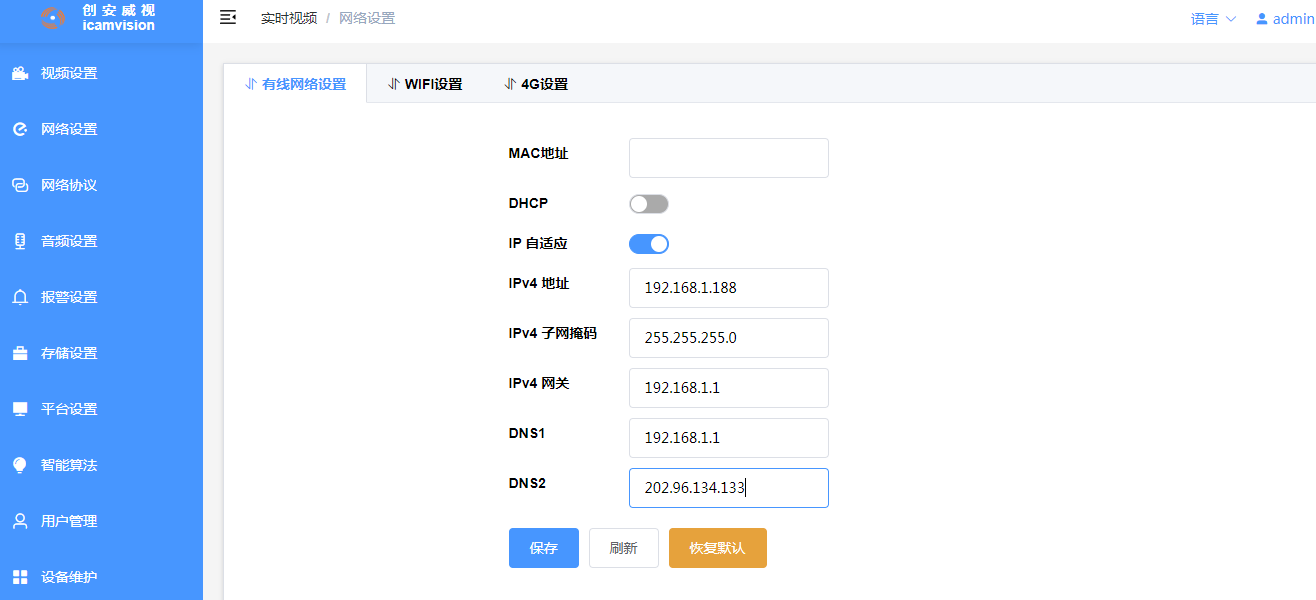 创安威视
icamvision
实时视频 / 网络设置
语言
admin
视频设置
网络设置
网络协议
音频设置
报警设置
存储设置
平台设置
智能算法
用户管理
设备维护
有线网络设置
WIFI设置
4G设置
MAC地址
DHCP
IP 自适应
IPv4 地址
192.168.1.188
IPv4 子网掩码
255.255.255.0
IPv4 网关
192.168.1.1
DNS1
192.168.1.1
DNS2
202.96.134.133
保存
刷新
恢复默认